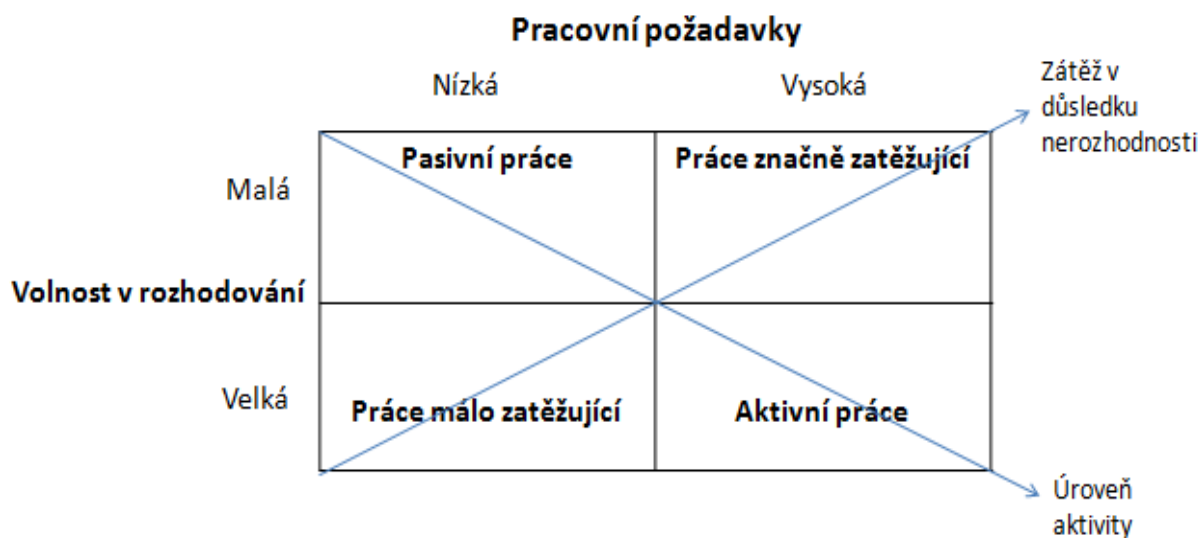 Pracovní požadavky
Nízká
Vysoká
Zátěž v
důsledku
nerozhodnosti
Pasivní práce
Práce značně zatěžující
Malá
Volnost v rozhodování
Velká
Práce málo zatěžující
Aktivní práce
Úroveň
aktivity